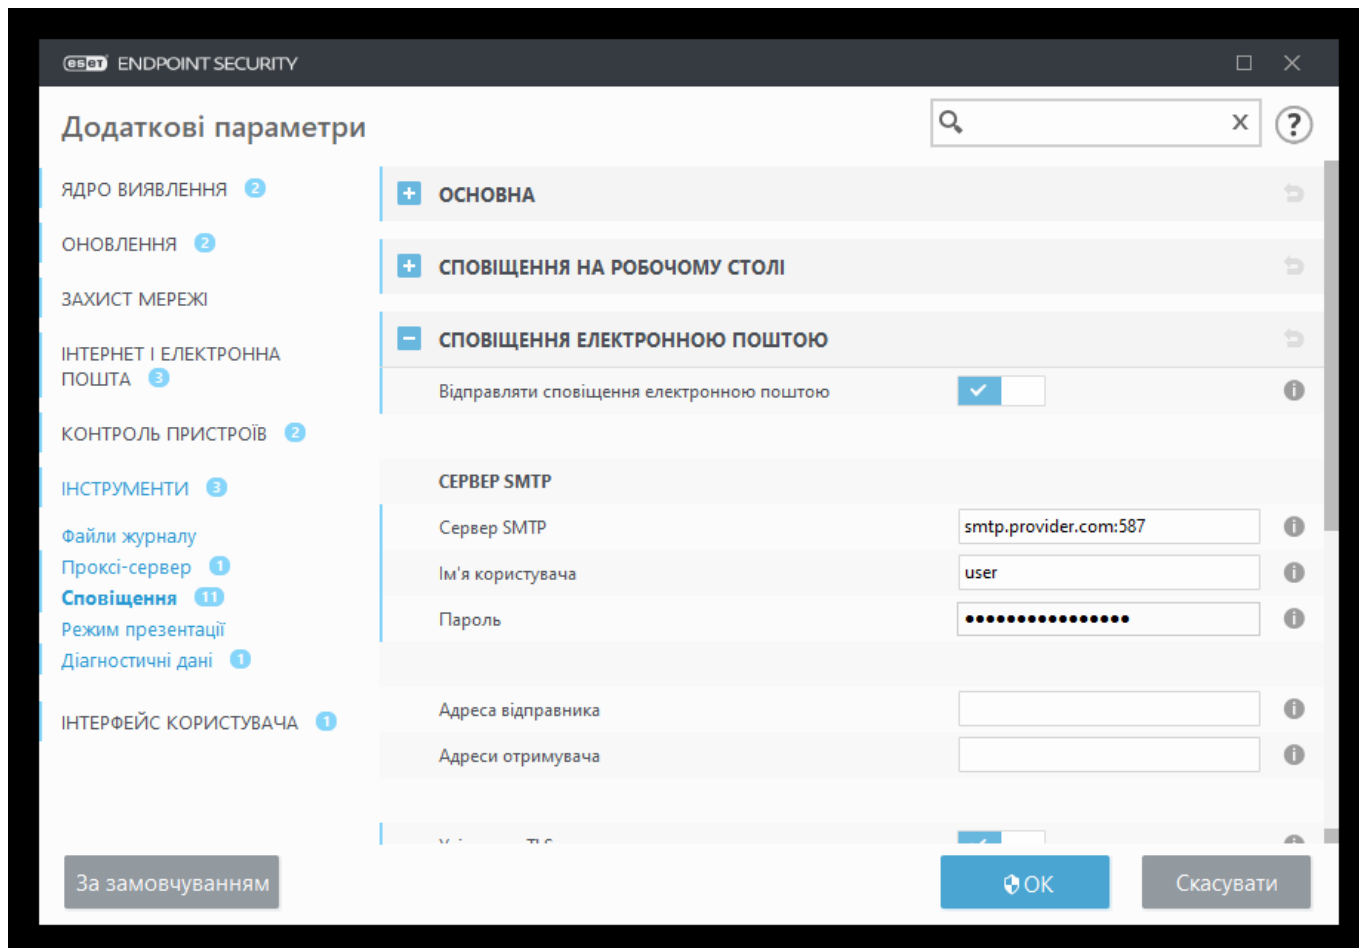 eset ENDPOINT SECURITY
Додаткові параметри
x ?
ЯДРО ВИЯВЛЕННЯ 2
ОНОВЛЕННЯ 2
ЗАХИСТ МЕРЕЖІ
ІНТЕРНЕТ І ЕЛЕКТРОННА
ПОШТА 3
КОНТРОЛЬ ПРИСТРОЇВ 2
ІНСТРУМЕНТИ 3
Файли журналу
Проксі-сервер 1
Сповіщення 11
Режим презентації
Діагностичні дані 1
ІНТЕРФЕЙС КОРИСТУВАЧА 1
ОСНОВНА
СПОВІЩЕННЯ НА РОБОЧОМУ СТОЛІ
СПОВІЩЕННЯ ЕЛЕКТРОННОЮ ПОШТОЮ
Відправляти сповіщення електронною поштою
СЕРВЕР SMTP
Сервер SMTP smtp.provider.com:587
Ім'я користувача user
Пароль ••••••••••••••••
Адреса відправника
Адреси отримувача
За замовчуванням
OK
Скасувати